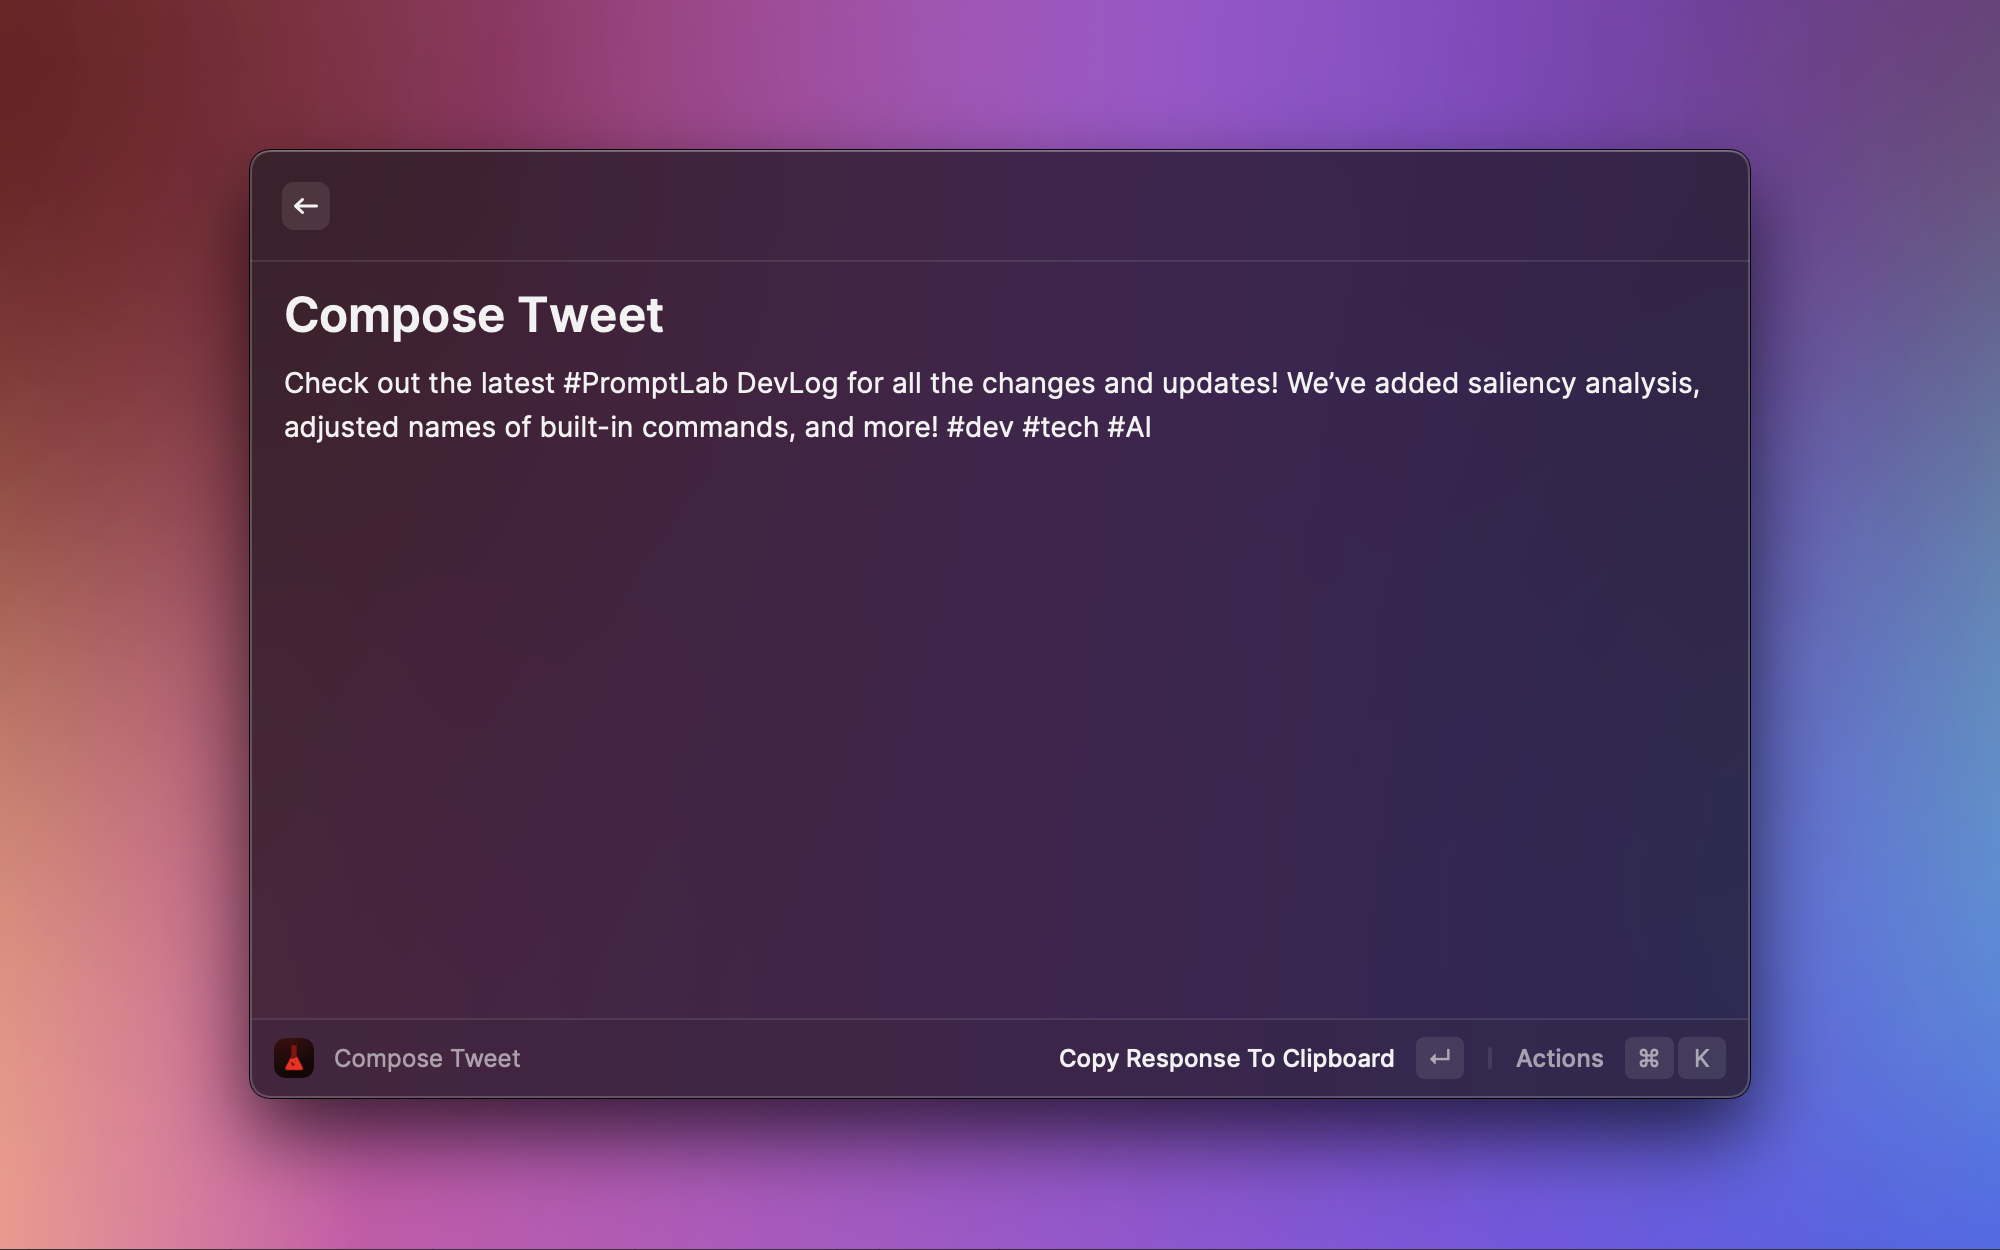 Compose Tweet
Check out the latest #PromptLab DevLog for all the changes and updates! We’ve added saliency analysis,
adjusted names of built-in commands, and more! #dev #tech #AI
Compose Tweet
Copy Response To Clipboard ↵ | Actions ⌘ K